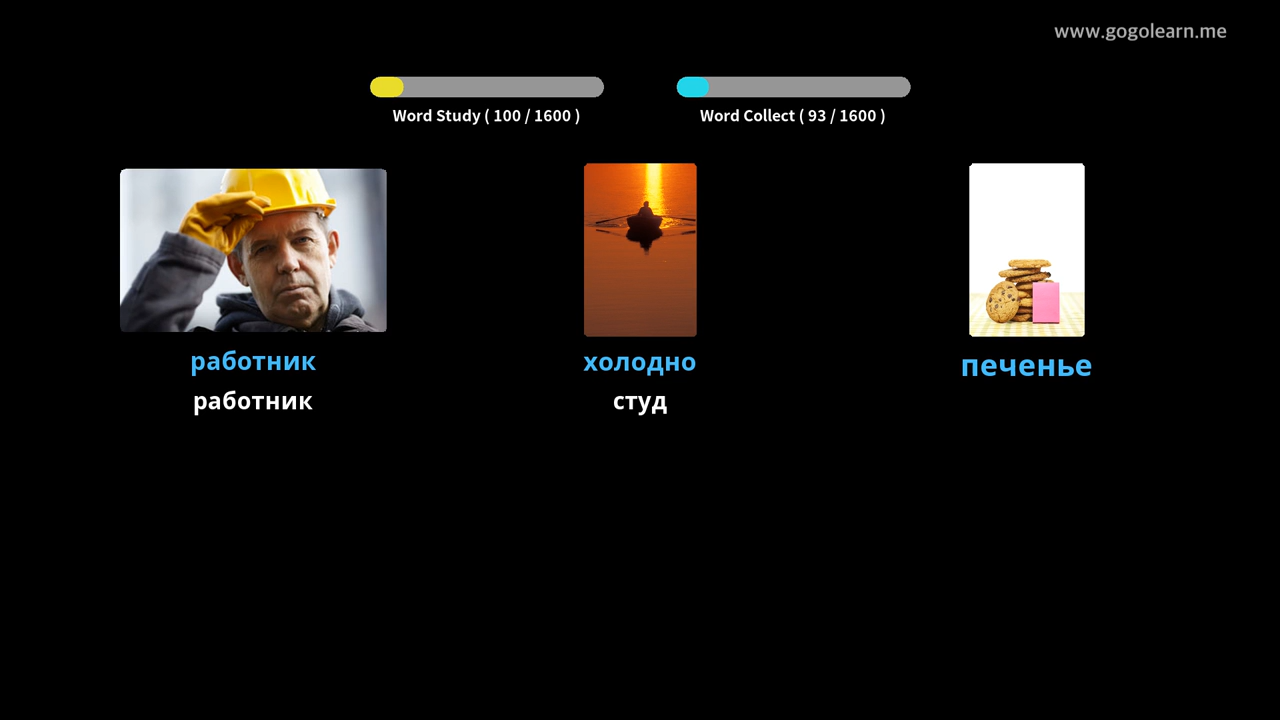 www.gogolearn.me
Word Study ( 100 / 1600 )
Word Collect ( 93 / 1600 )
работник
работник
холодно
студ
печенье